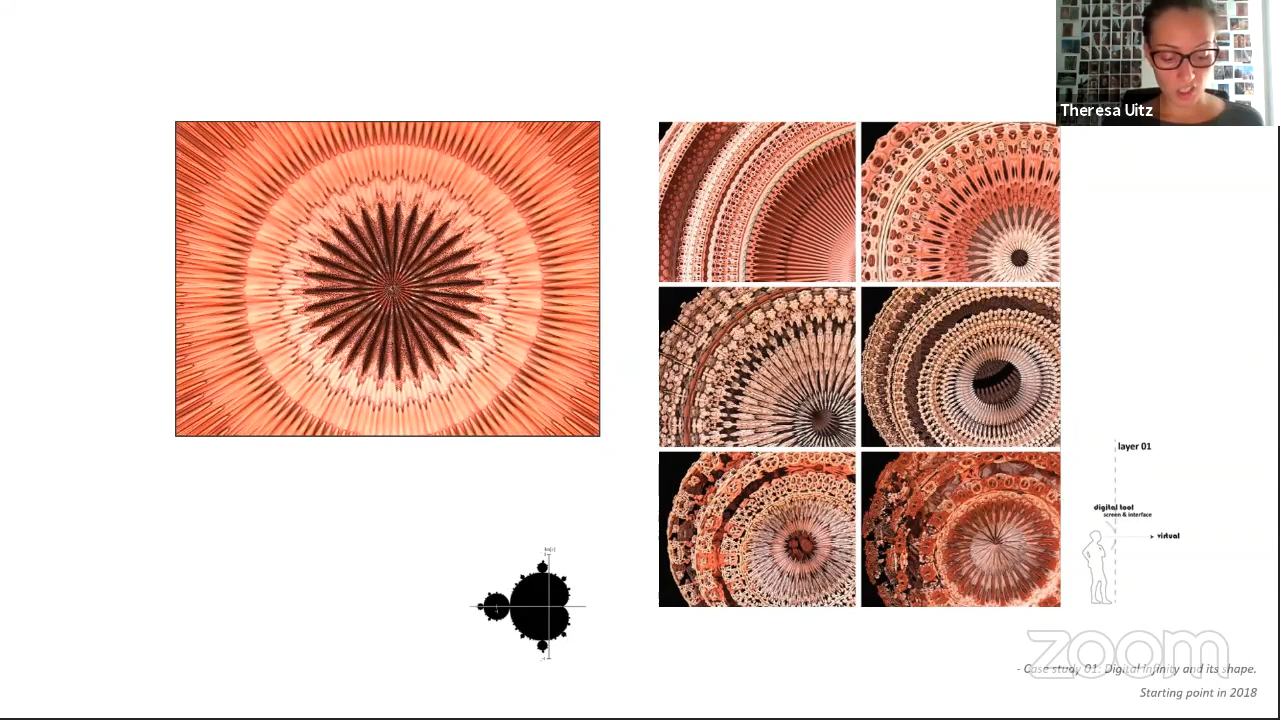 Theresa Uitz
layer 01
digital tool
screen & interface
virtual
zoom
- Case study 01: Digital infinity and its shape.
Starting point in 2018